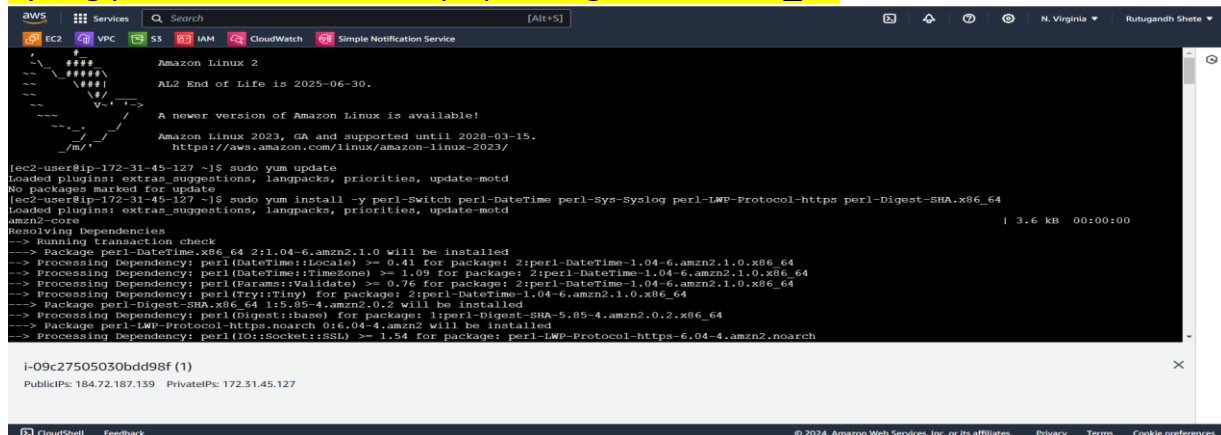 aws Services Search [Alt+S] N. Virginia Rutugandh Shete
EC2 VPC S3 IAM CloudWatch Simple Notification Service
Amazon Linux 2
AL2 End of Life is 2025-06-30.
A newer version of Amazon Linux is available!
Amazon Linux 2023, GA and supported until 2028-03-15.
https://aws.amazon.com/linux/amazon-linux-2023/
[ec2-user@ip-172-31-45-127 ~]$ sudo yum update
Loaded plugins: extras_suggestions, langpacks, priorities, update-motd
No packages marked for update
[ec2-user@ip-172-31-45-127 ~]$ sudo yum install -y perl-Switch perl-DateTime perl-Sys-Syslog perl-LWP-Protocol-https perl-Digest-SHA.x86_64
Loaded plugins: extras_suggestions, langpacks, priorities, update-motd
amzn2-core | 3.6 kB 00:00:00
Resolving Dependencies
--> Running transaction check
---> Package perl-DateTime.x86_64 2:1.04-6.amzn2.1.0 will be installed
--> Processing Dependency: perl(DateTime::Locale) >= 0.41 for package: 2:perl-DateTime-1.04-6.amzn2.1.0.x86_64
--> Processing Dependency: perl(DateTime::TimeZone) >= 1.09 for package: 2:perl-DateTime-1.04-6.amzn2.1.0.x86_64
--> Processing Dependency: perl(Params::Validate) >= 0.76 for package: 2:perl-DateTime-1.04-6.amzn2.1.0.x86_64
--> Processing Dependency: perl(Try::Tiny) for package: 2:perl-DateTime-1.04-6.amzn2.1.0.x86_64
---> Package perl-Digest-SHA.x86_64 1:5.85-4.amzn2.0.2 will be installed
--> Processing Dependency: perl(Digest::base) for package: 1:perl-Digest-SHA-5.85-4.amzn2.0.2.x86_64
---> Package perl-LWP-Protocol-https.noarch 0:6.04-4.amzn2 will be installed
--> Processing Dependency: perl(IO::Socket::SSL) >= 1.54 for package: perl-LWP-Protocol-https-6.04-4.amzn2.noarch
i-09c27505030bdd98f (1)
PublicIPs: 184.72.187.139 PrivateIPs: 172.31.45.127
CloudShell Feedback © 2024, Amazon Web Services, Inc. or its affiliates. Privacy Terms Cookie preferences